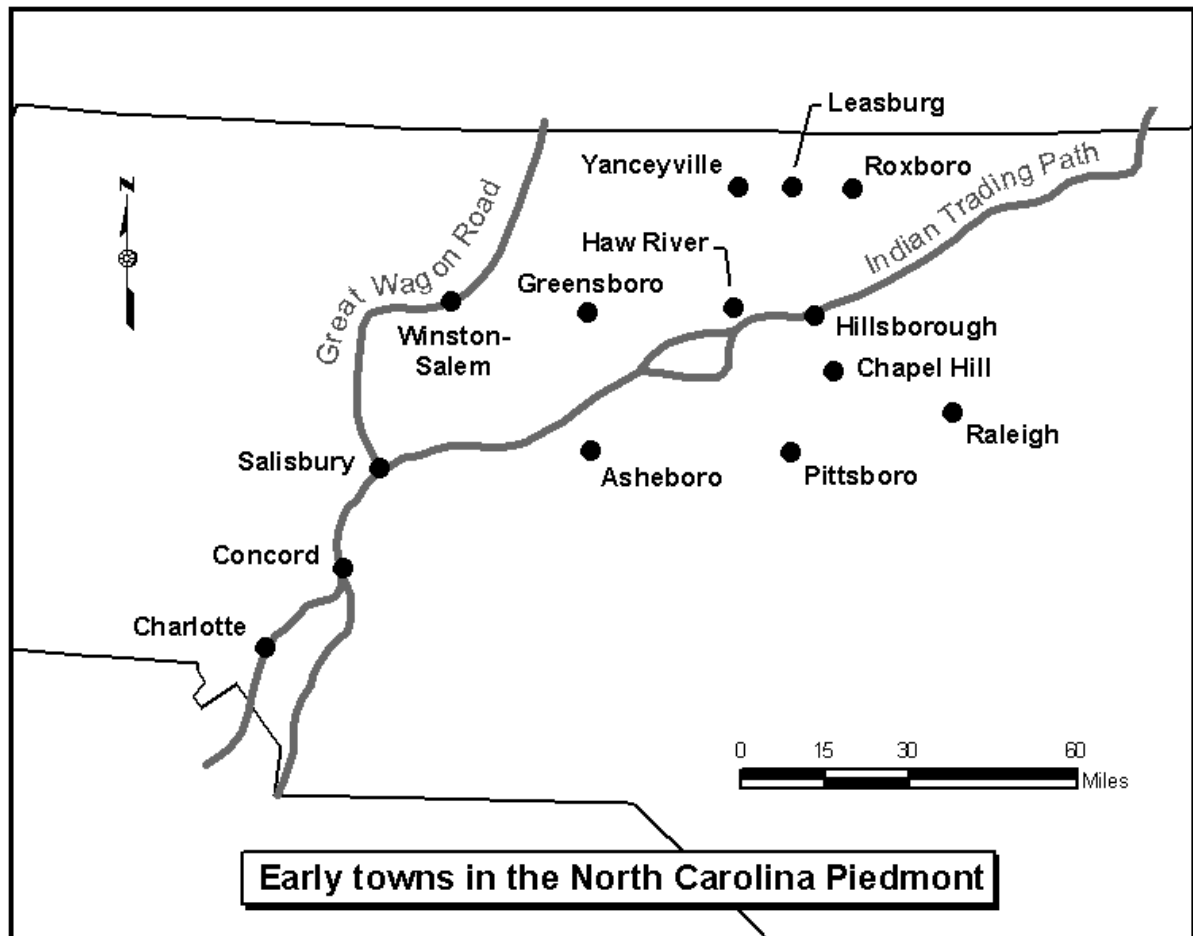 Leasburg
Yanceyville
Roxboro
Indian Trading Path
Haw River
Great Wagon Road
Greensboro
Winston-
Salem
Hillsborough
Chapel Hill
Raleigh
Salisbury
Asheboro
Pittsboro
Concord
Charlotte
0 15 30 60
Miles
Early towns in the North Carolina Piedmont
N